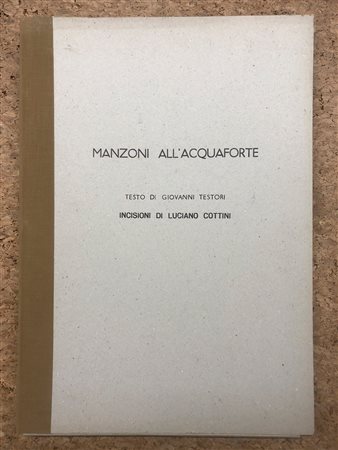 MANZONI ALL'ACQUAFORTE
TESTO DI GIOVANNI TESTORI
INCISIONI DI LUCIANO COTTINI